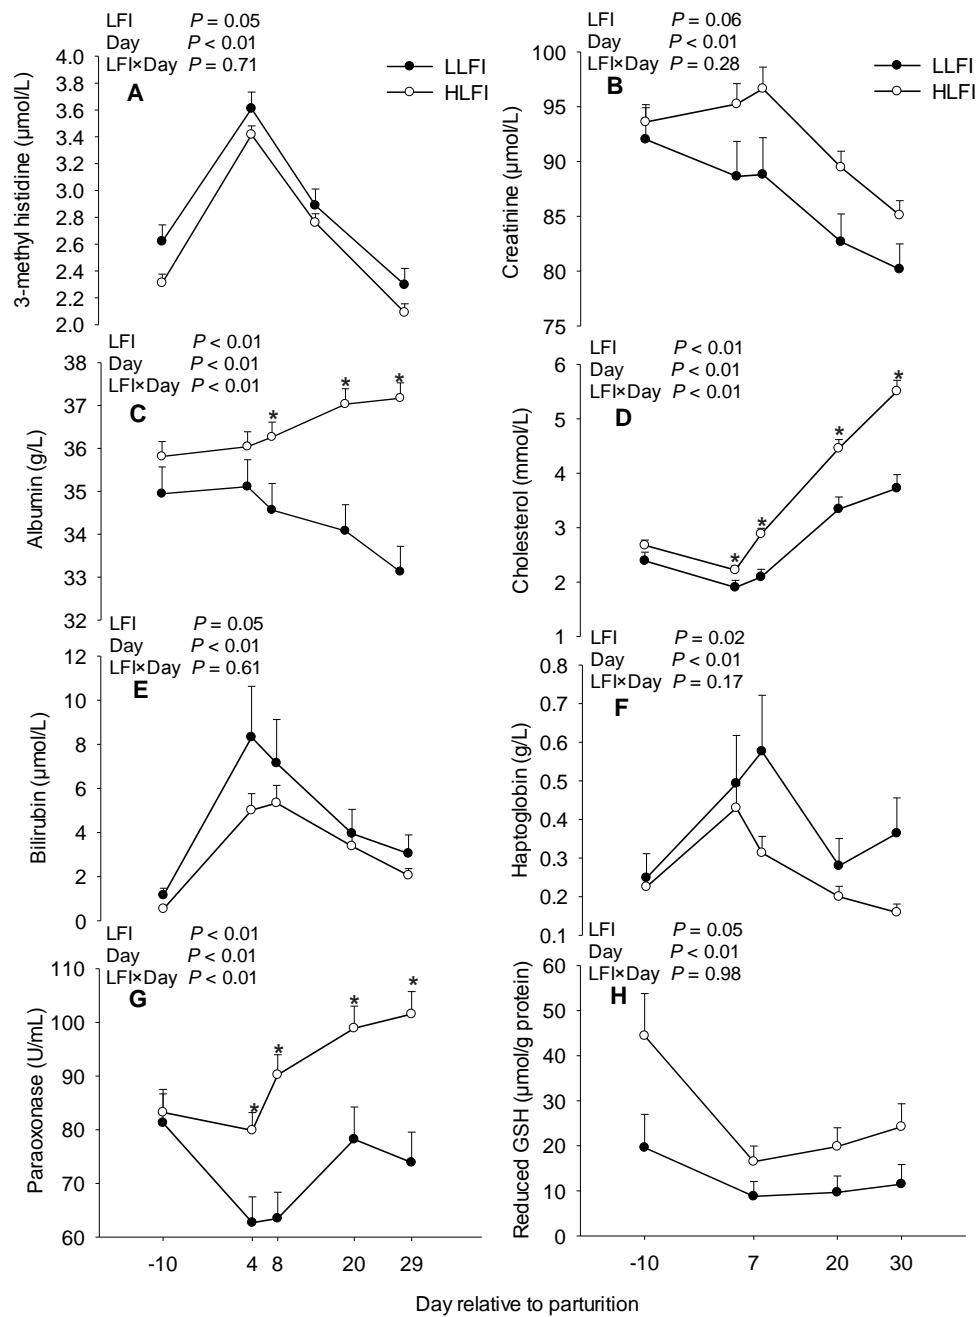 LFI P = 0.05
Day P < 0.01
LFI×Day P = 0.71
A
LLFI
HLFI
3-methyl histidine (µmol/L)
4.0
3.8
3.6
3.4
3.2
3.0
2.8
2.6
2.4
2.2
2.0
LFI P = 0.06
Day P < 0.01
LFI×Day P = 0.28
B
LLFI
HLFI
Creatinine (µmol/L)
100
95
90
85
80
75
LFI P < 0.01
Day P < 0.01
LFI×Day P < 0.01
C
Albumin (g/L)
38
37
36
35
34
33
32
* * *
LFI P < 0.01
Day P < 0.01
LFI×Day P < 0.01
D
Cholesterol (mmol/L)
6
5
4
3
2
1
* * * *
LFI P = 0.05
Day P < 0.01
LFI×Day P = 0.61
E
Bilirubin (µmol/L)
12
10
8
6
4
2
0
LFI P = 0.02
Day P < 0.01
LFI×Day P = 0.17
F
Haptoglobin (g/L)
0.8
0.7
0.6
0.5
0.4
0.3
0.2
0.1
LFI P < 0.01
Day P < 0.01
LFI×Day P < 0.01
G
Paraoxonase (U/mL)
110
100
90
80
70
60
* * * *
-10 4 8 20 29
LFI P = 0.05
Day P < 0.01
LFI×Day P = 0.98
H
Reduced GSH (µmol/g protein)
60
50
40
30
20
10
0
-10 7 20 30
Day relative to parturition